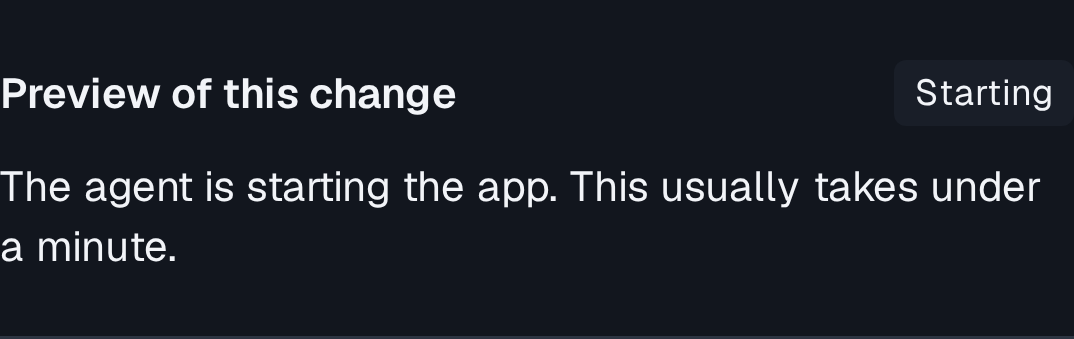 Preview of this change
Starting
The agent is starting the app. This usually takes under
a minute.